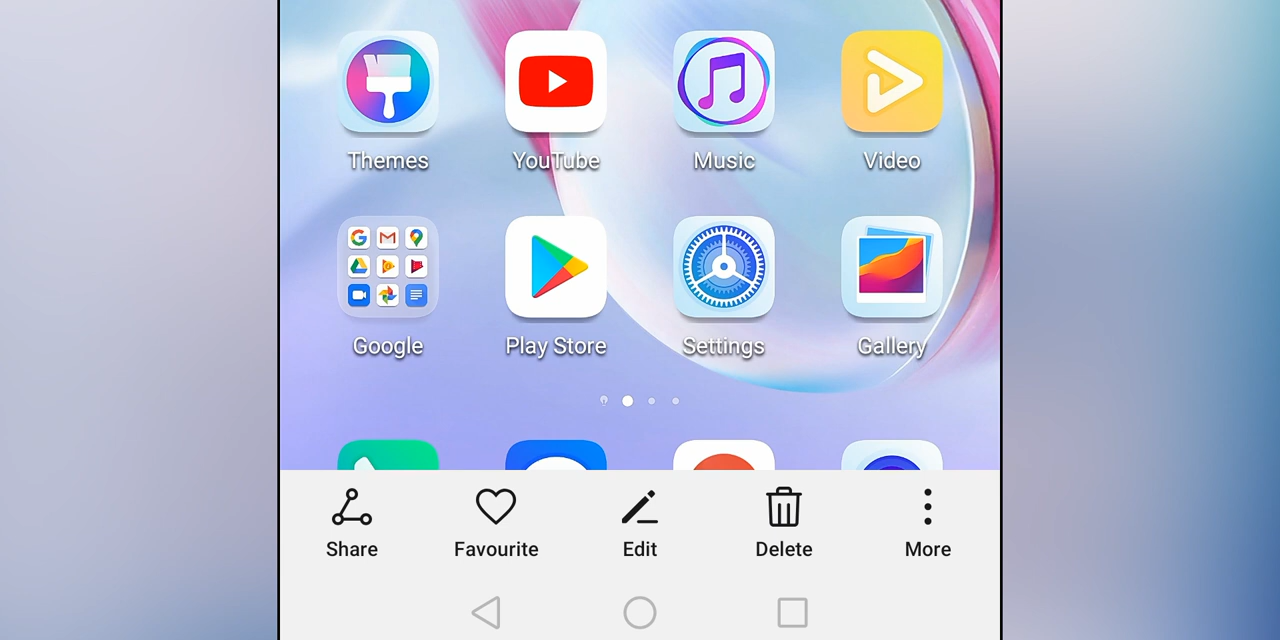 Themes YouTube Music Video
Google Play Store Settings Gallery
Share Favourite Edit Delete More